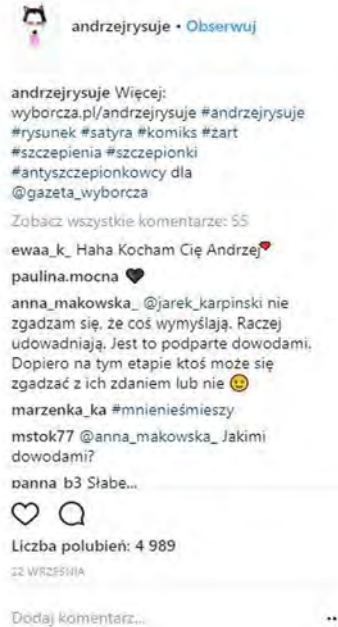 andrzejrysuje • Obserwuj
andrzejrysuje Więcej:
wyborcza.pl/andrzejrysuje #andrzejrysuje
#rysunek #satyra #komiks #żart
#szczepienia #szczepionki
#antyszczepionkowcy dla
@gazeta_wyborcza
Zobacz wszystkie komentarze: 55
ewaa_k_ Haha Kocham Cię Andrzej
paulina.mocna
anna_makowska_ @jarek_karpinski nie
zgadzam się, że coś wymyślają. Raczej
udowadniają. Jest to podparte dowodami.
Dopiero na tym etapie ktoś może się
zgadzać z ich zdaniem lub nie
marzenka_ka #mnienieśmieszy
mstok77 @anna_makowska_ Jakimi
dowodami?
panna_b3 Słabe...
Liczba polubień: 4 989
22 WRZEŚNIA
Dodaj komentarz...